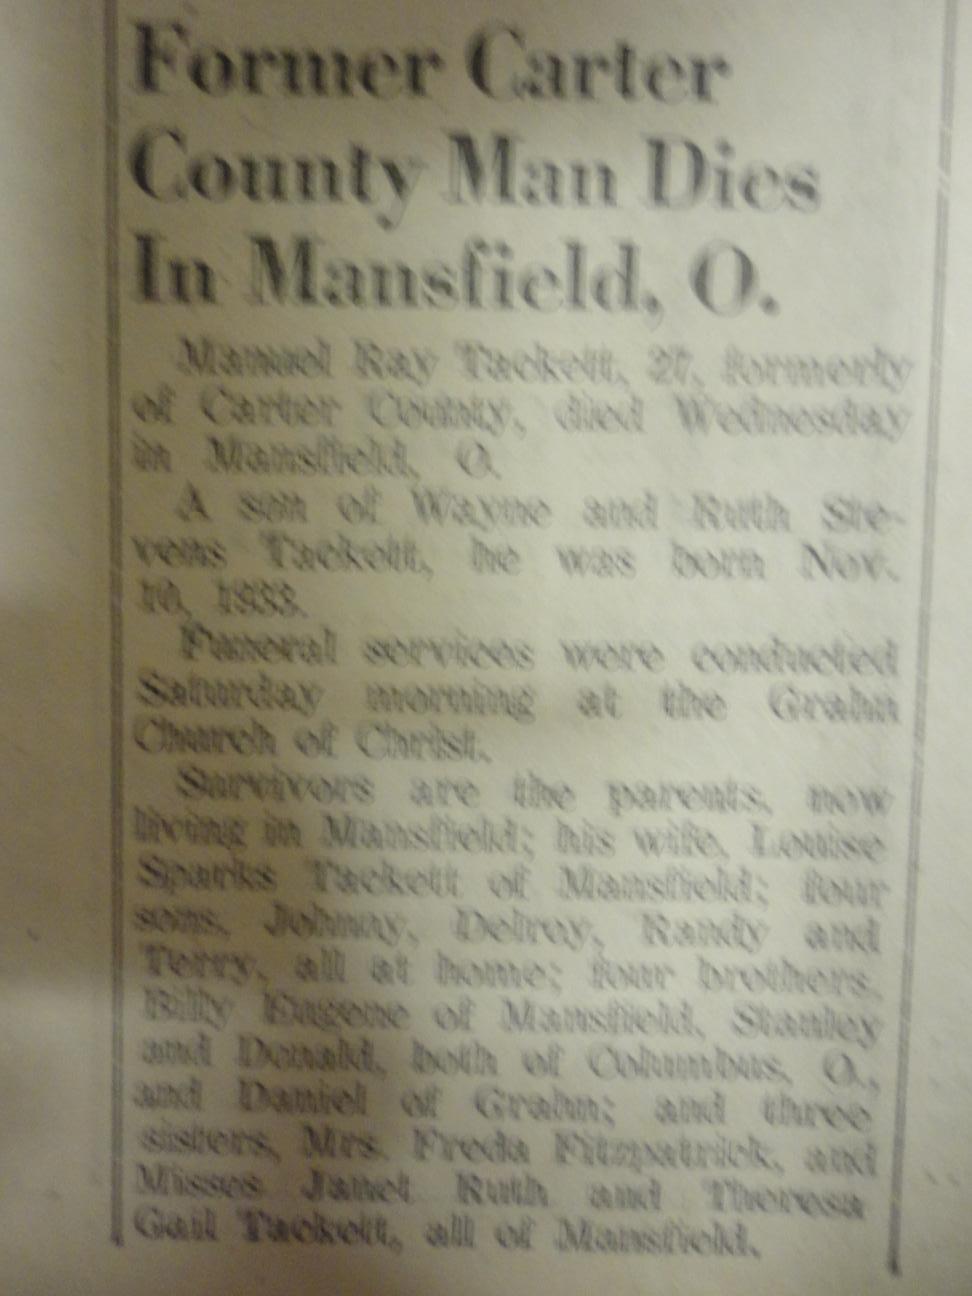 Former Carter
County Man Dies
In Mansfield, O.
Manuel Ray Tackett, 27, formerly
of Carter County, died Wednesday
in Mansfield, O.
A son of Wayne and Ruth Ste-
vens Tackett, he was born Nov.
10, 1933.
Funeral services were conducted
Saturday morning at the Grahn
Church of Christ.
Survivors are the parents, now
living in Mansfield; his wife, Louise
Sparks Tackett of Mansfield; four
sons, Johnny, Delroy, Randy and
Terry, all at home; four brothers,
Billy Eugene of Mansfield, Stanley
and Donald, both of Columbus, O.,
and Daniel of Grahn; and three
sisters, Mrs. Freda Fitzpatrick, and
Misses Janet Ruth and Theresa
Gail Tackett, all of Mansfield.